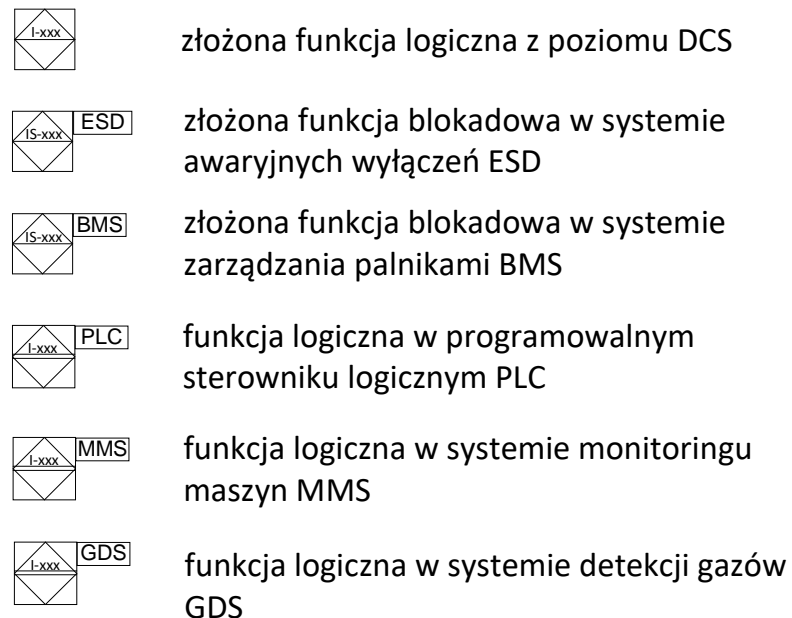 I-xxx
złożona funkcja logiczna z poziomu DCS
IS-xxx ESD
złożona funkcja blokadowa w systemie
awaryjnych wyłączeń ESD
IS-xxx BMS
złożona funkcja blokadowa w systemie
zarządzania palnikami BMS
I-xxx PLC
funkcja logiczna w programowalnym
sterowniku logicznym PLC
I-xxx MMS
funkcja logiczna w systemie monitoringu
maszyn MMS
I-xxx GDS
funkcja logiczna w systemie detekcji gazów
GDS